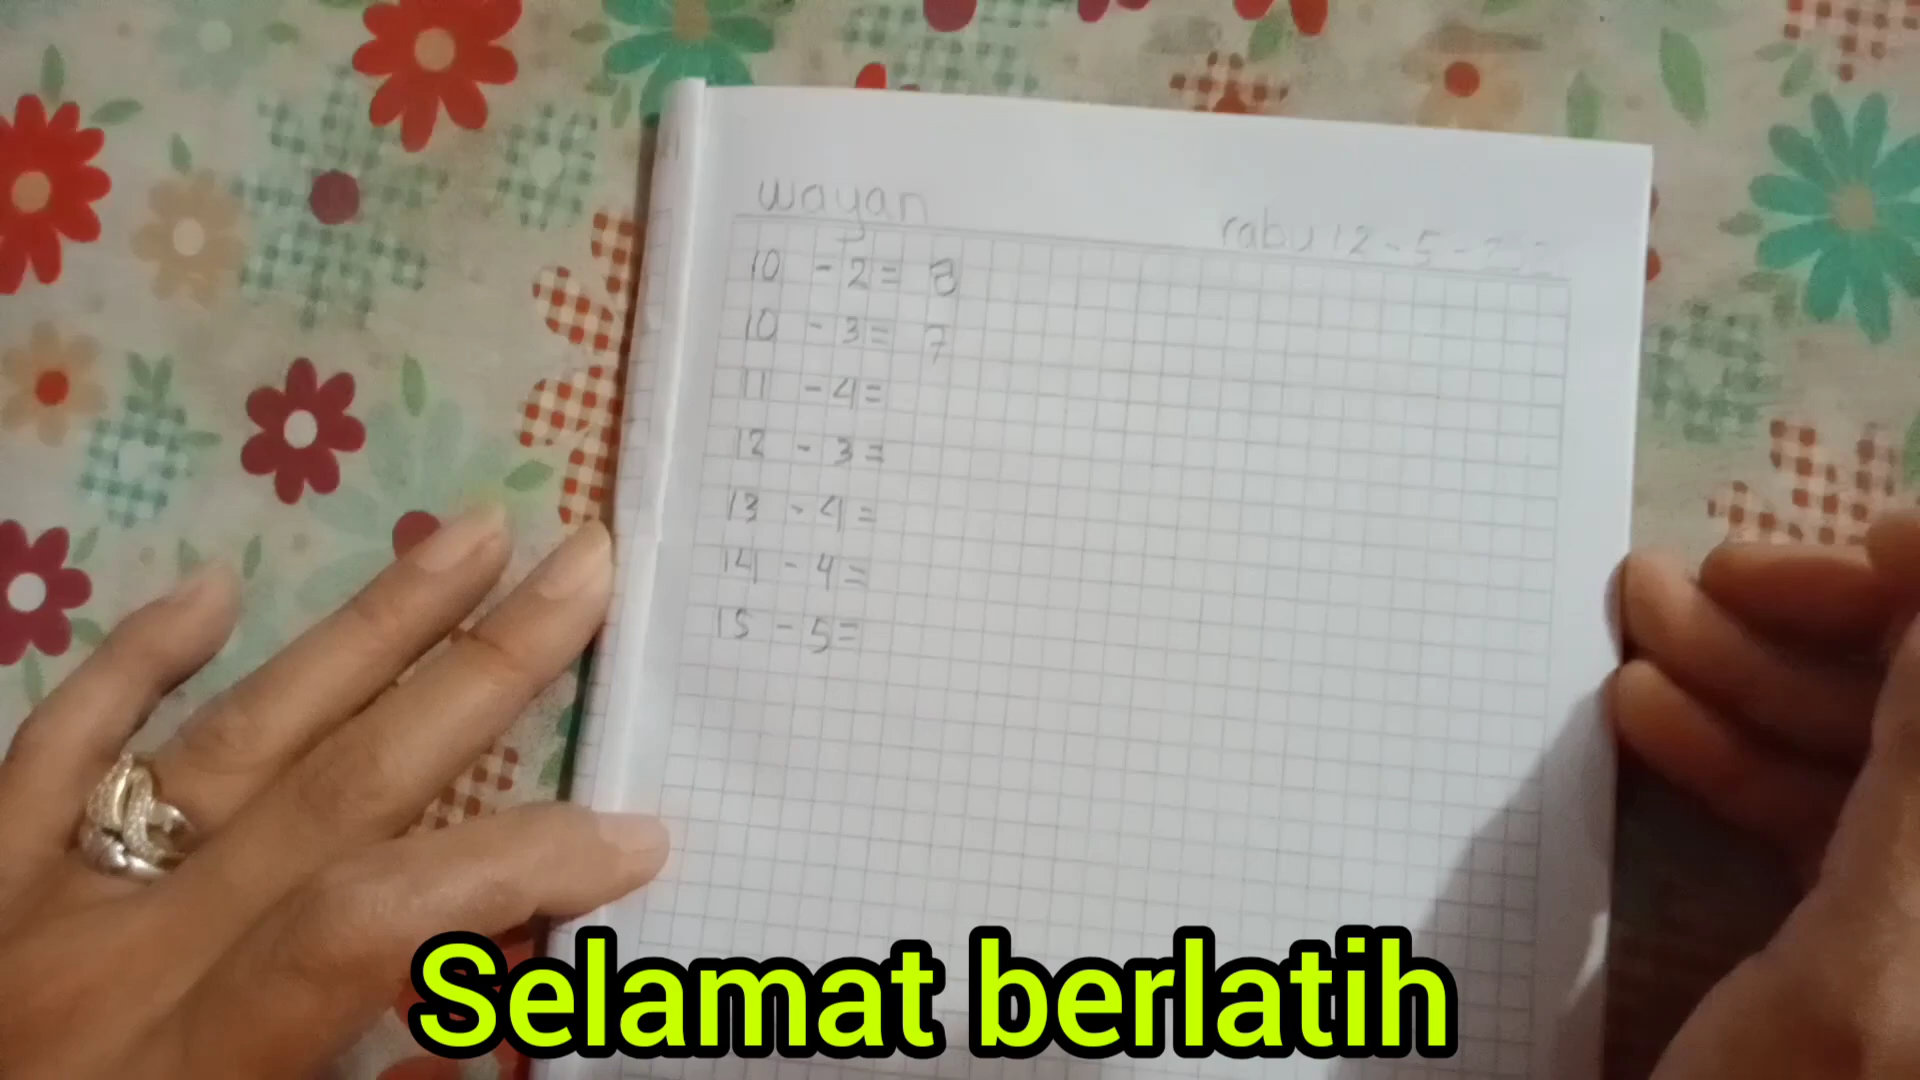 wayan
rabu 12 - 5 -
10 - 2 = 8
10 - 3 = 7
11 - 4 =
12 - 3 =
13 - 4 =
14 - 4 =
15 - 5 =
Selamat berlatih